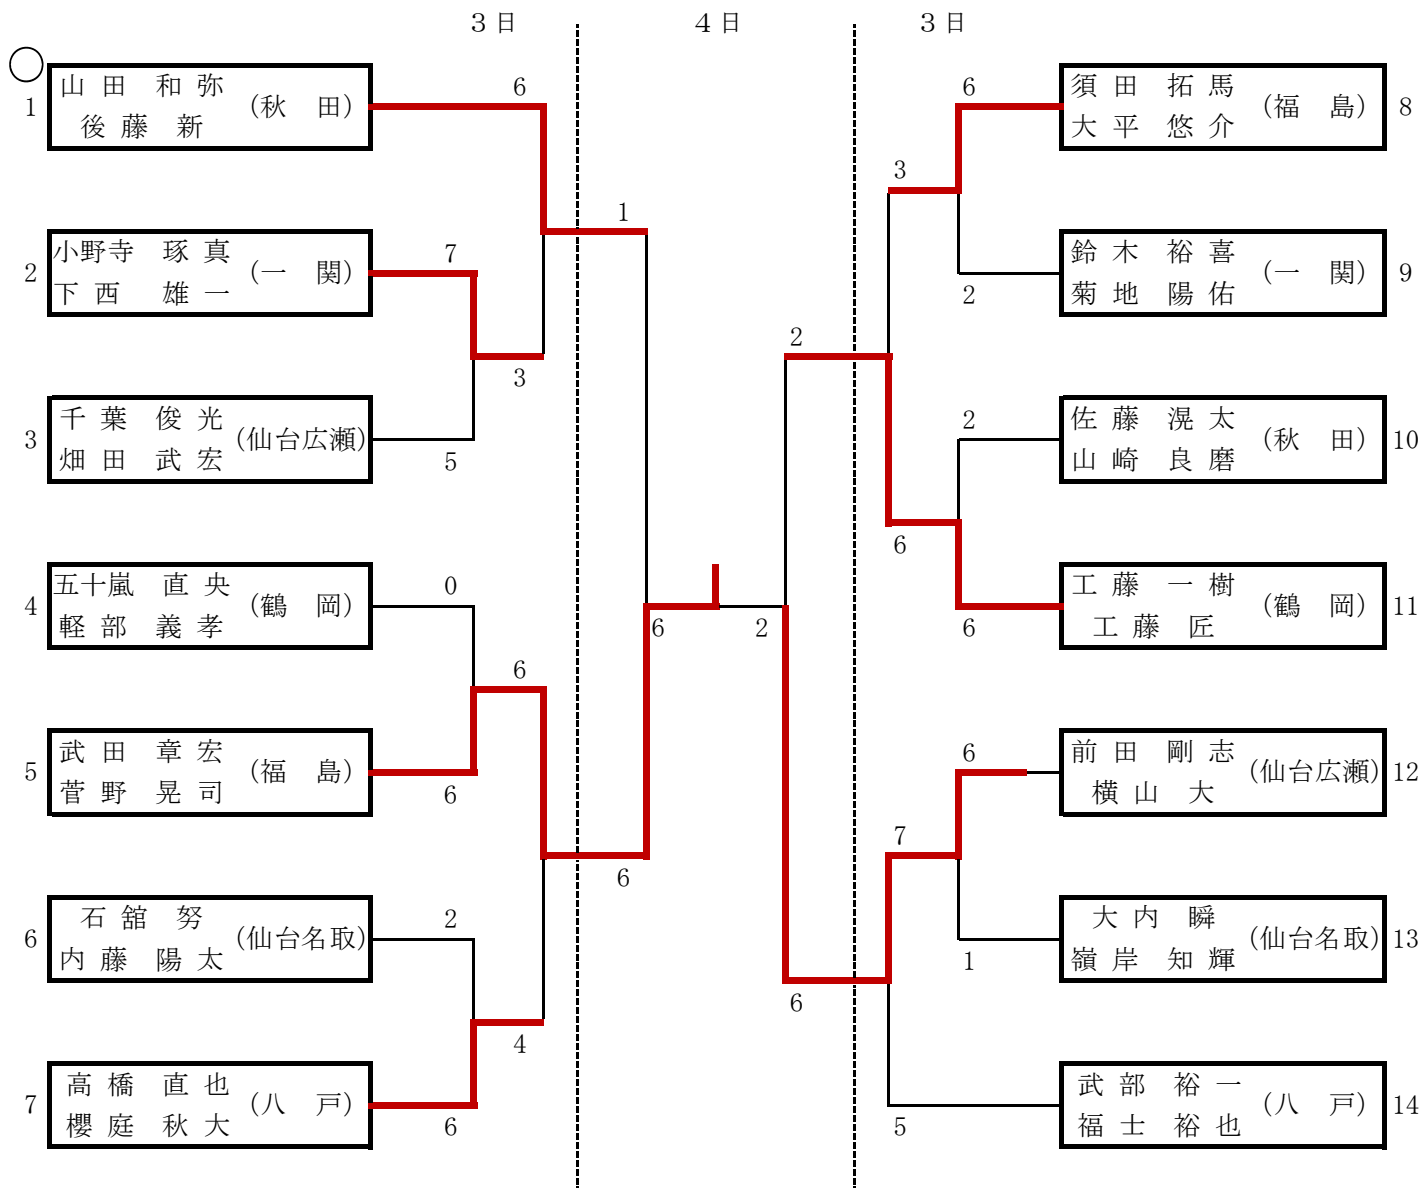 3日 4日 3日
1 山田 和弥 (秋 田)
後藤 新
2 小野寺 琢真 (一 関)
下西 雄一
3 千葉 俊光 (仙台広瀬)
畑田 武宏
4 五十嵐 直央 (鶴 岡)
軽部 義孝
5 武田 章宏 (福 島)
菅野 晃司
6 石舘 努 (仙台名取)
内藤 陽太
7 高橋 直也 (八 戸)
櫻庭 秋大
6
7
3
5
0
6
6
2
4
6
1
6
6
2
2
6
6
3
2
2
6
6
6
7
1
5
須田 拓馬 (福 島) 8
大平 悠介
鈴木 裕喜 (一 関) 9
菊地 陽佑
佐藤 滉太 (秋 田) 10
山崎 良磨
工藤 一樹 (鶴 岡) 11
工藤 匠
前田 剛志 (仙台広瀬) 12
横山 大
大内 瞬 (仙台名取) 13
嶺岸 知輝
武部 裕一 (八 戸) 14
福士 裕也